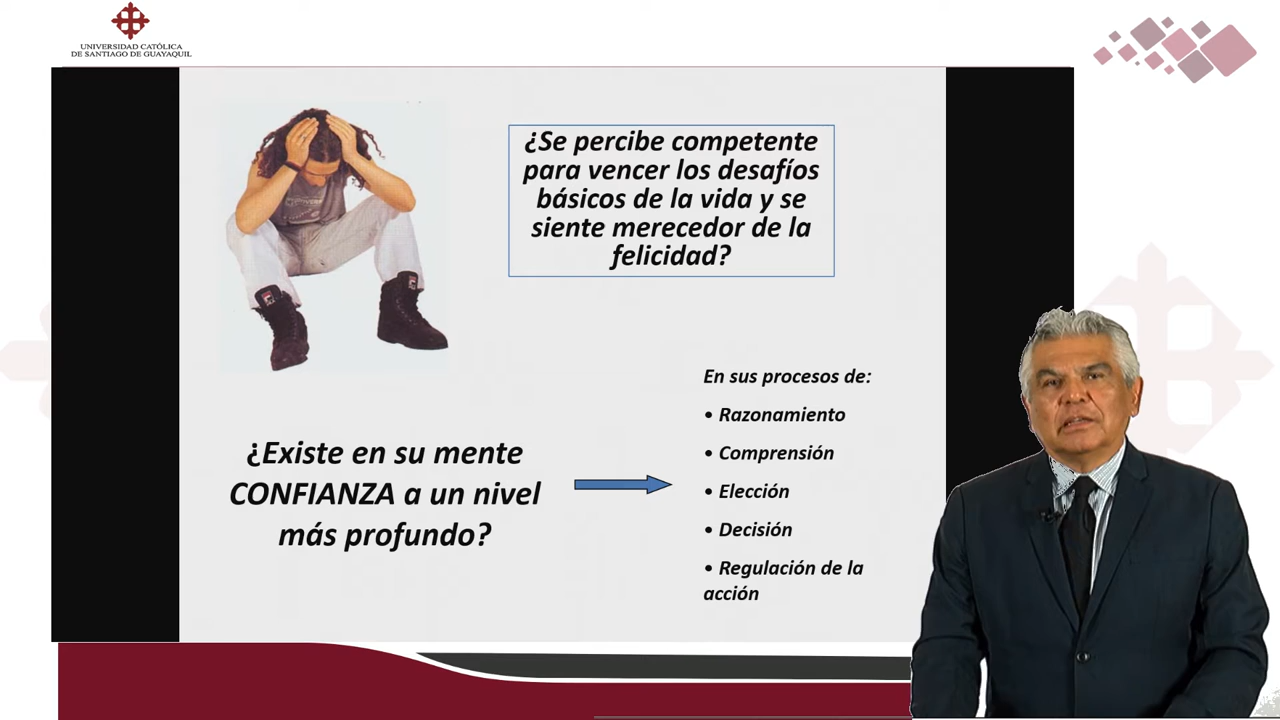 UNIVERSIDAD CATÓLICA
DE SANTIAGO DE GUAYAQUIL
¿Se percibe competente
para vencer los desafíos
básicos de la vida y se
siente merecedor de la
felicidad?
¿Existe en su mente
CONFIANZA a un nivel
más profundo?
En sus procesos de:
• Razonamiento
• Comprensión
• Elección
• Decisión
• Regulación de la
acción